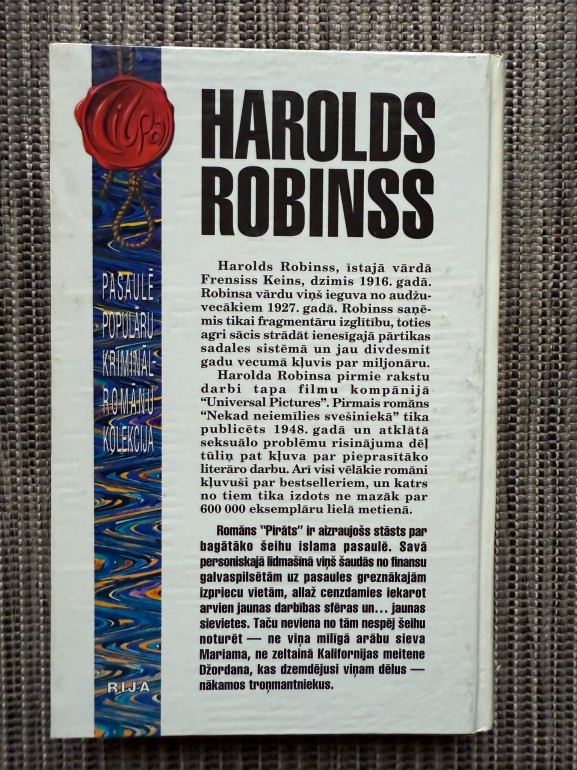 HAROLDS
ROBINSS
Harolds Robinss, īstajā vārdā
Frensiss Keins, dzimis 1916. gadā.
Robinsa vārdu viņš ieguva no audžu-
vecākiem 1927. gadā. Robinss saņē-
mis tikai fragmentāru izglītību, toties
agri sācis strādāt ienesīgajā pārtikas
sadales sistēmā un jau divdesmit
gadu vecumā kļuvis par miljonāru.
Harolda Robinsa pirmie rakstu
darbi tapa filmu kompānijā
“Universal Pictures”. Pirmais romāns
“Nekad neiemīlies svešiniekā” tika
publicēts 1948. gadā un atklātā
seksuālo problēmu risinājuma dēļ
tūliņ pat kļuva par pieprasītāko
literāro darbu. Arī visi vēlākie romāni
kļuvuši par bestselleriem, un katrs
no tiem tika izdots ne mazāk par
600 000 eksemplāru lielā metienā.
Romāns “Pirāts” ir aizraujošs stāsts par
bagātāko šeihu islama pasaulē. Savā
personiskajā lidmašīnā viņš šaudās no finansu
galvaspilsētām uz pasaules greznākajām
izpriecu vietām, allaž cenzdamies iekarot
arvien jaunas darbības sfēras un... jaunas
sievietes. Taču neviena no tām nespēj šeihu
noturēt — ne viņa mīlīgā arābu sieva
Mariama, ne zeltainā Kalifornijas meitene
Džordana, kas dzemdējusi viņam dēlus —
nākamos troņmantniekus.
PASAULĒ
POPULĀRU
KRIMINĀL-
ROMĀNU
KOLEKCIJA
RIJA